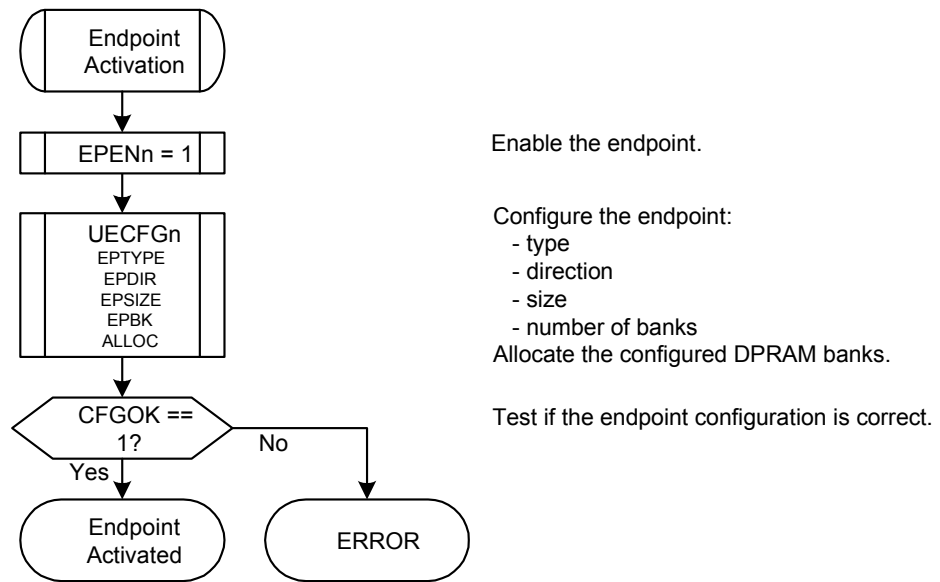 Endpoint
Activation
EPENn = 1
Enable the endpoint.
UECFGn
EPTYPE
EPDIR
EPSIZE
EPBK
ALLOC
Configure the endpoint:
- type
- direction
- size
- number of banks
Allocate the configured DPRAM banks.
CFGOK ==
1?
Test if the endpoint configuration is correct.
No
Yes
Endpoint
Activated
ERROR